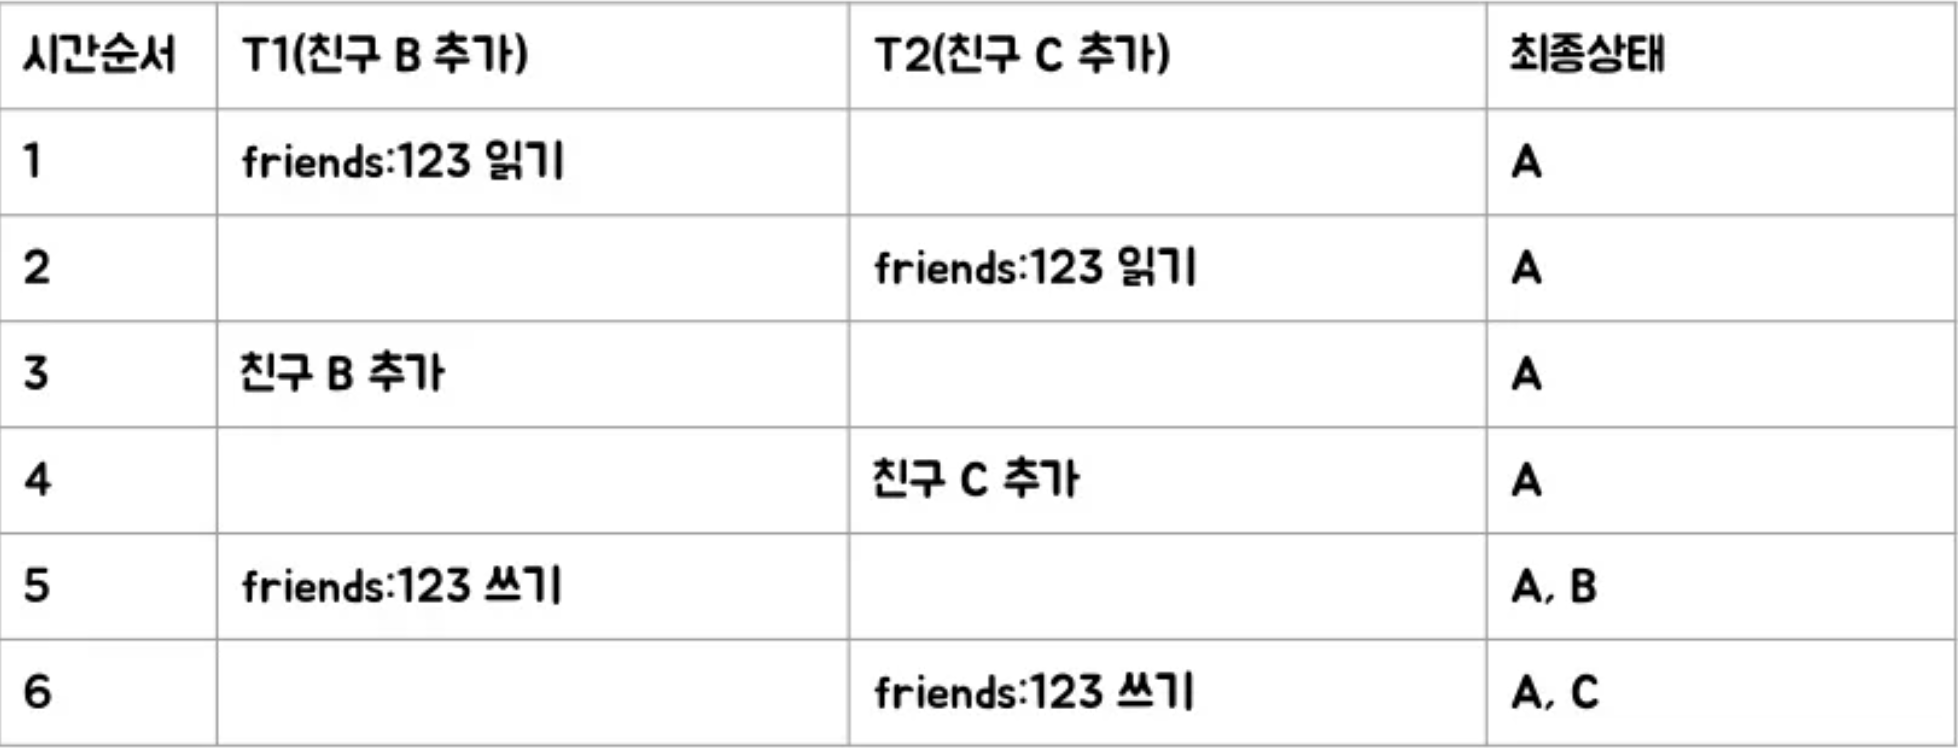 시간순서 T1(친구 B 추가) T2(친구 C 추가) 최종상태
1 friends:123 읽기 A
2 friends:123 읽기 A
3 친구 B 추가 A
4 친구 C 추가 A
5 friends:123 쓰기 A, B
6 friends:123 쓰기 A, C